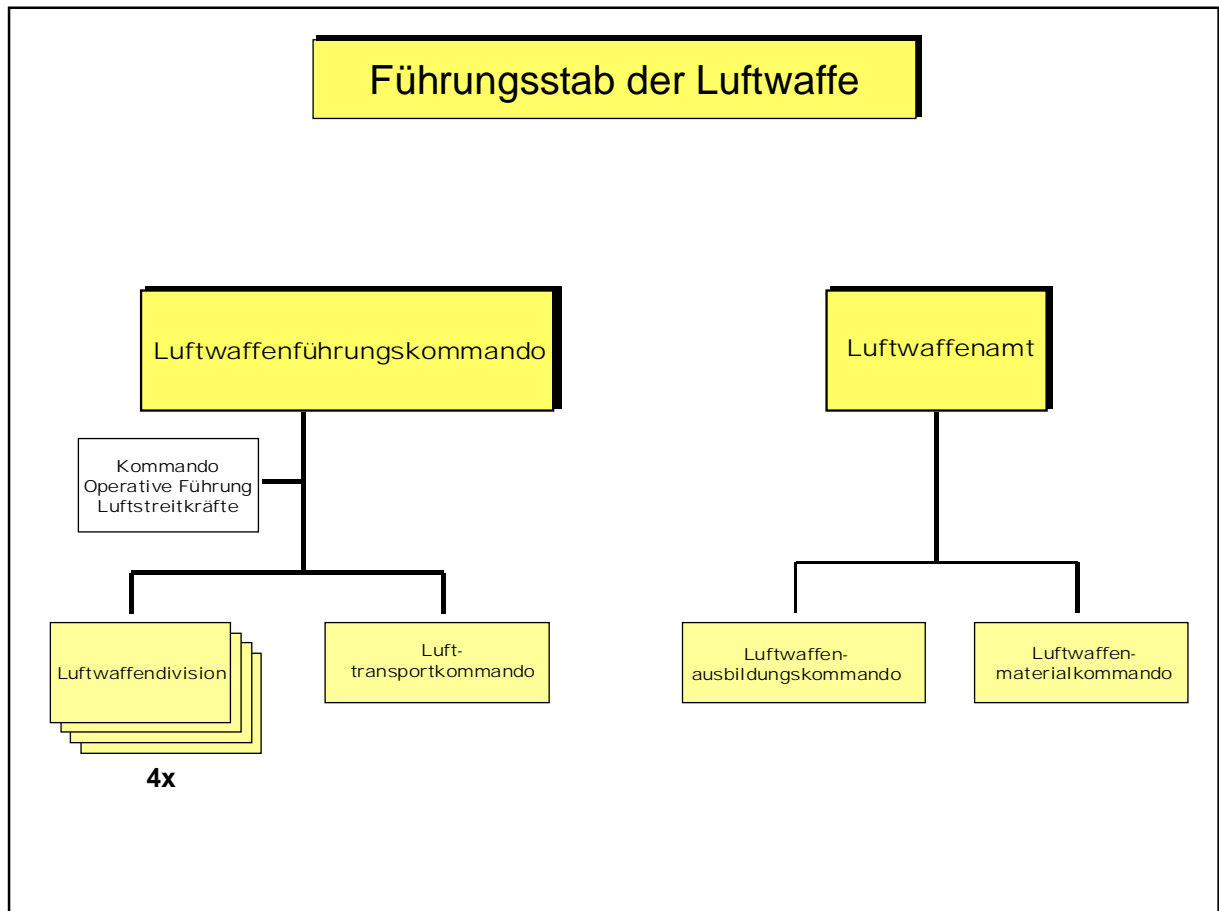 Führungsstab der Luftwaffe
Luftwaffenführungskommando
Luftwaffenamt
Kommando
Operative Führung
Luftstreitkräfte
Luftwaffendivision
Luft-
transportkommando
Luftwaffen-
ausbildungskommando
Luftwaffen-
materialkommando
4x